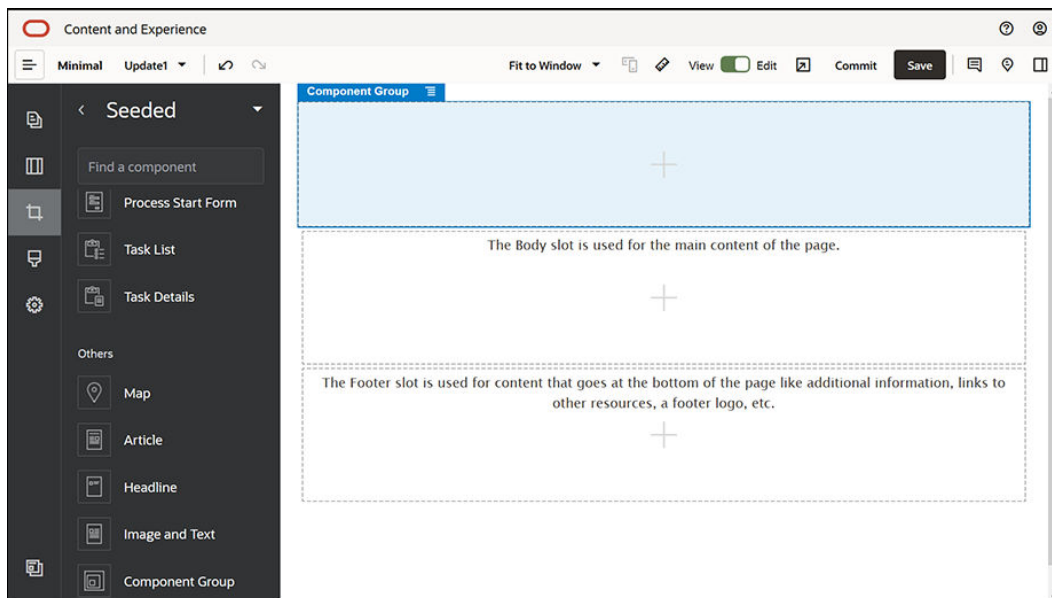 Content and Experience
Minimal Update1 Fit to Window View Edit Commit Save
Seeded
Find a component
Process Start Form
Task List
Task Details
Others
Map
Article
Headline
Image and Text
Component Group
Component Group
The Body slot is used for the main content of the page.
The Footer slot is used for content that goes at the bottom of the page like additional information, links to
other resources, a footer logo, etc.